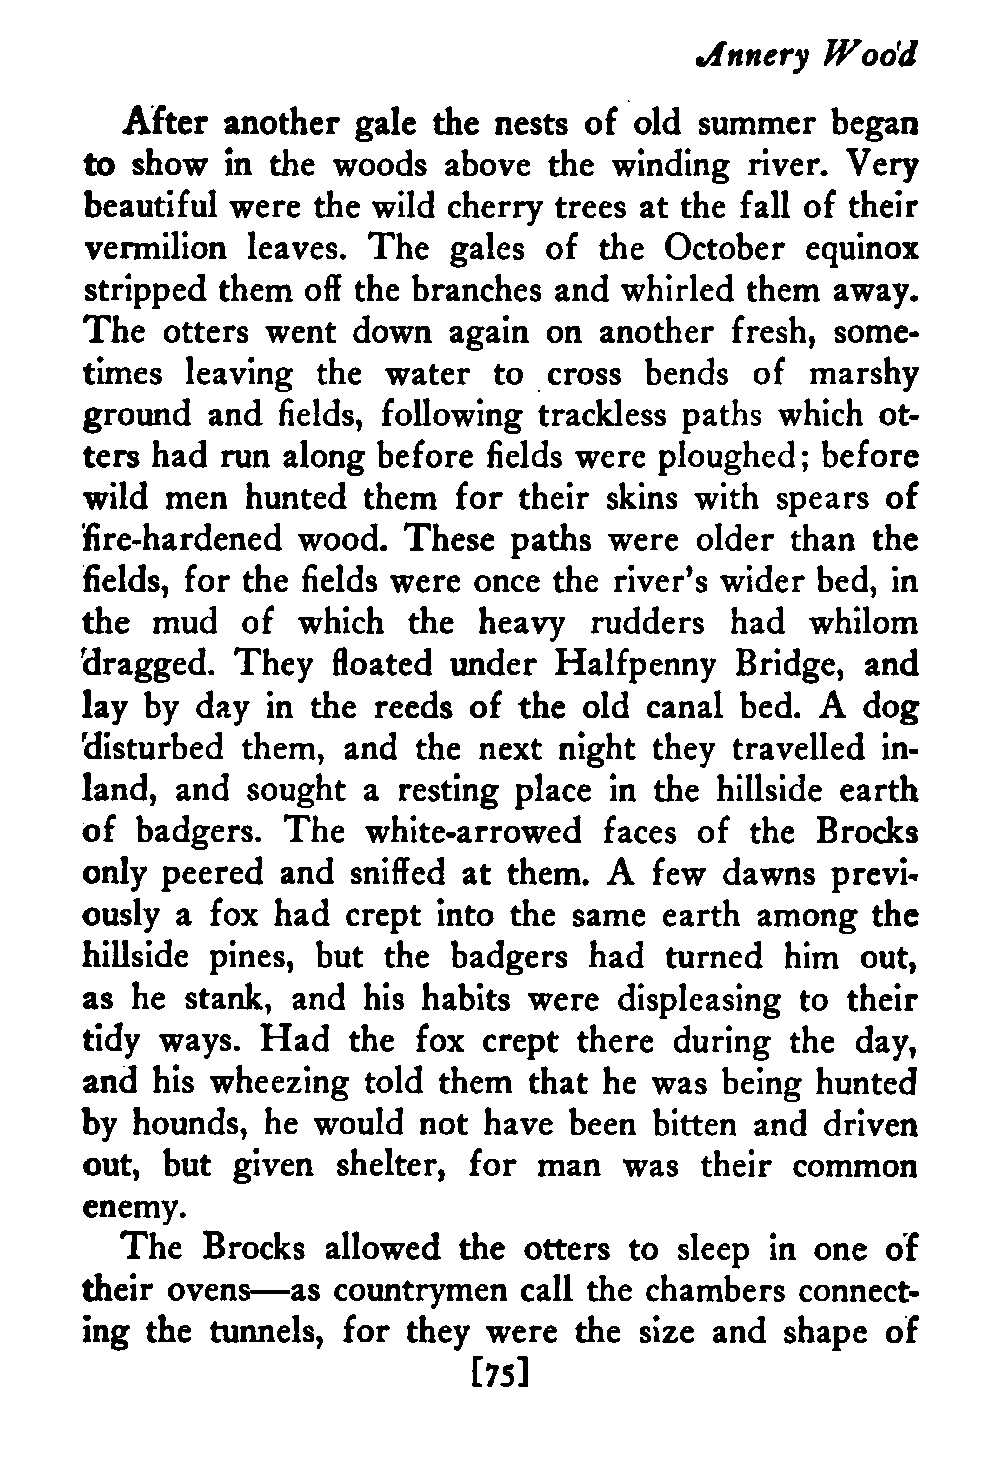 Annery Wood
After another gale the nests of old summer began
to show in the woods above the winding river. Very
beautiful were the wild cherry trees at the fall of their
vermilion leaves. The gales of the October equinox
stripped them off the branches and whirled them away.
The otters went down again on another fresh, some-
times leaving the water to cross bends of marshy
ground and fields, following trackless paths which ot-
ters had run along before fields were ploughed; before
wild men hunted them for their skins with spears of
fire-hardened wood. These paths were older than the
fields, for the fields were once the river's wider bed, in
the mud of which the heavy rudders had whilom
dragged. They floated under Halfpenny Bridge, and
lay by day in the reeds of the old canal bed. A dog
disturbed them, and the next night they travelled in-
land, and sought a resting place in the hillside earth
of badgers. The white-arrowed faces of the Brocks
only peered and sniffed at them. A few dawns previ-
ously a fox had crept into the same earth among the
hillside pines, but the badgers had turned him out,
as he stank, and his habits were displeasing to their
tidy ways. Had the fox crept there during the day,
and his wheezing told them that he was being hunted
by hounds, he would not have been bitten and driven
out, but given shelter, for man was their common
enemy.
The Brocks allowed the otters to sleep in one of
their ovens—as countrymen call the chambers connect-
ing the tunnels, for they were the size and shape of
[75]